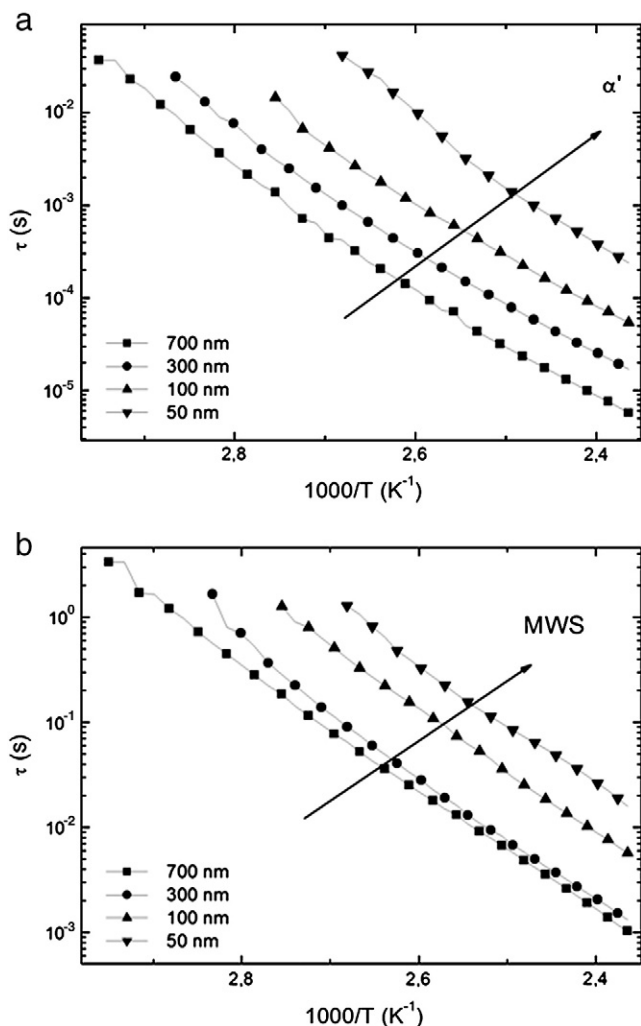 a
α'
10⁻²
10⁻³
τ (s)
10⁻⁴
10⁻⁵
700 nm
300 nm
100 nm
50 nm
2,8 2,6 2,4
1000/T (K⁻¹)
b
MWS
10⁰
10⁻¹
τ (s)
10⁻²
10⁻³
700 nm
300 nm
100 nm
50 nm
2,8 2,6 2,4
1000/T (K⁻¹)